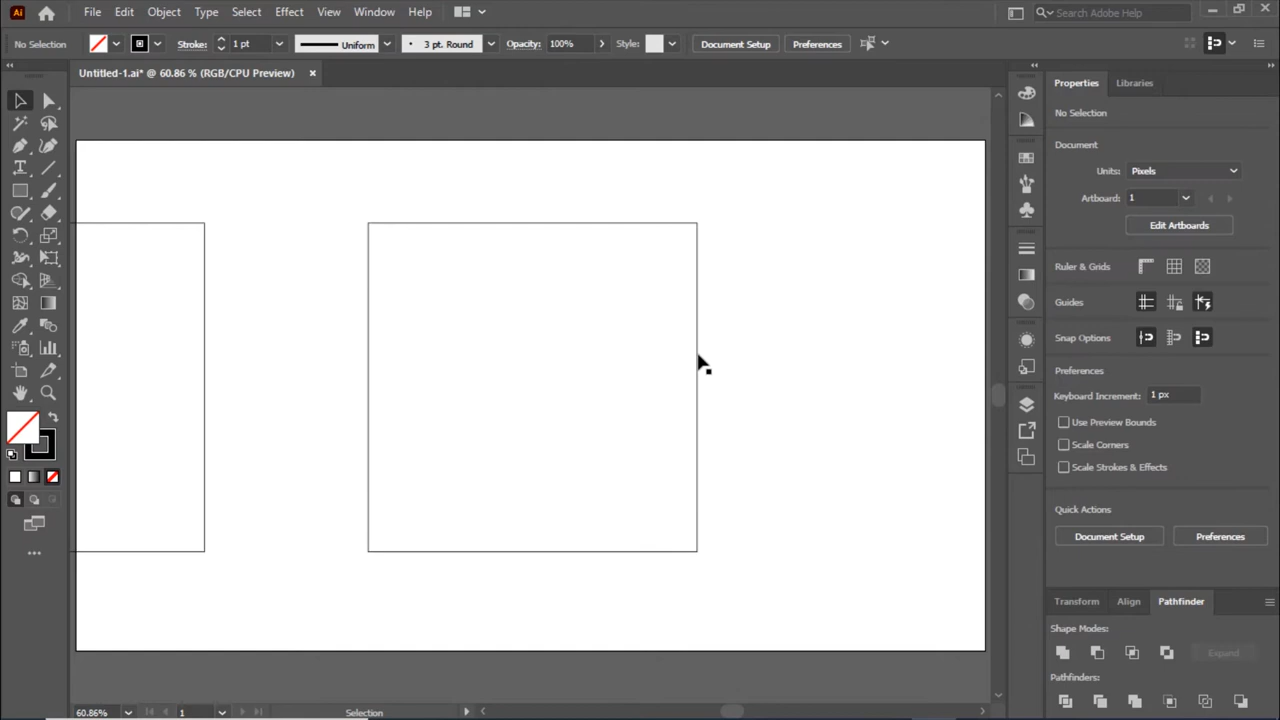 Ai File Edit Object Type Select Effect View Window Help Search Adobe Help
No Selection Stroke: 1 pt Uniform 3 pt. Round Opacity: 100% Style: Document Setup Preferences
Untitled-1.ai* @ 60.86 % (RGB/CPU Preview)
Properties Libraries
No Selection
Document
Units: Pixels
Artboard: 1
Edit Artboards
Ruler & Grids
Guides
Snap Options
Preferences
Keyboard Increment: 1 px
Use Preview Bounds
Scale Corners
Scale Strokes & Effects
Quick Actions
Document Setup Preferences
Transform Align Pathfinder
Shape Modes:
Expand
Pathfinders:
60.86% 1 Selection